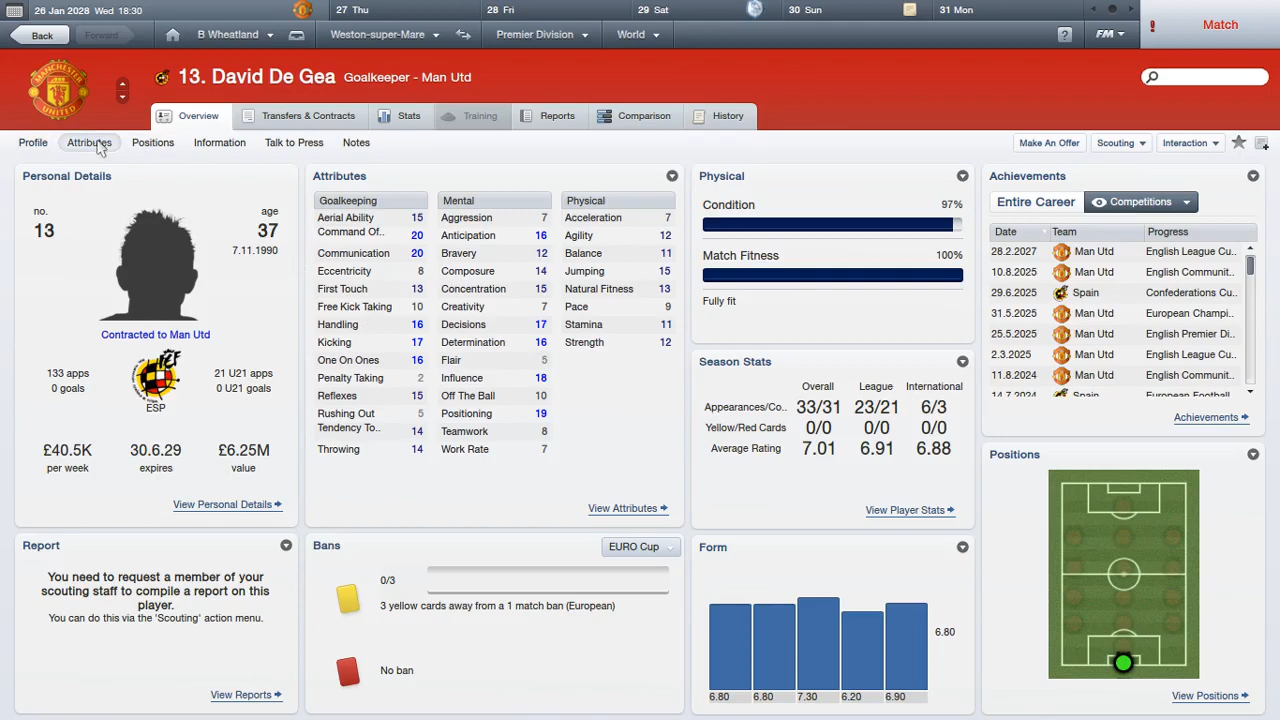 26 Jan 2028 Wed 18:30
27 Thu
28 Fri
29 Sat
30 Sun
31 Mon
Match
Back
Forward
B Wheatland
Weston-super-Mare
Premier Division
World
?
FM
13. David De Gea Goalkeeper - Man Utd
Overview
Transfers & Contracts
Stats
Training
Reports
Comparison
History
Profile
Attributes
Positions
Information
Talk to Press
Notes
Make An Offer
Scouting
Interaction
Personal Details
no.
13
age
37
7.11.1990
Contracted to Man Utd
133 apps
0 goals
ESP
21 U21 apps
0 U21 goals
£40.5K
per week
30.6.29
expires
£6.25M
value
View Personal Details
Attributes
Goalkeeping
Aerial Ability 15
Command Of.. 20
Communication 20
Eccentricity 8
First Touch 13
Free Kick Taking 10
Handling 16
Kicking 17
One On Ones 16
Penalty Taking 2
Reflexes 15
Rushing Out 5
Tendency To.. 14
Throwing 14
Mental
Aggression 7
Anticipation 16
Bravery 12
Composure 14
Concentration 15
Creativity 7
Decisions 17
Determination 16
Flair 5
Influence 18
Off The Ball 10
Positioning 19
Teamwork 8
Work Rate 7
Physical
Acceleration 7
Agility 12
Balance 11
Jumping 15
Natural Fitness 13
Pace 9
Stamina 11
Strength 12
View Attributes
Physical
Condition 97%
Match Fitness 100%
Fully fit
Season Stats
Overall League International
Appearances/Co.. 33/31 23/21 6/3
Yellow/Red Cards 0/0 0/0 0/0
Average Rating 7.01 6.91 6.88
View Player Stats
Achievements
Entire Career
Competitions
Date Team Progress
28.2.2027 Man Utd English League Cu..
10.8.2025 Man Utd English Communit..
29.6.2025 Spain Confederations Cu..
31.5.2025 Man Utd European Champi..
25.5.2025 Man Utd English Premier Di..
2.3.2025 Man Utd English League Cu..
11.8.2024 Man Utd English Communit..
14.7.2024 Spain European Football..
Achievements
Positions
View Positions
Report
You need to request a member of your
scouting staff to compile a report on this
player.
You can do this via the 'Scouting' action menu.
View Reports
Bans
EURO Cup
0/3
3 yellow cards away from a 1 match ban (European)
No ban
Form
6.80
6.80 6.80 7.30 6.20 6.90